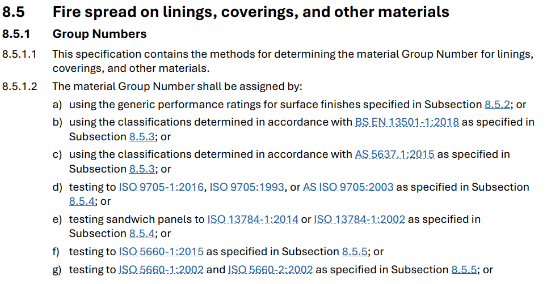 8.5 Fire spread on linings, coverings, and other materials
8.5.1 Group Numbers
8.5.1.1 This specification contains the methods for determining the material Group Number for linings,
coverings, and other materials.
8.5.1.2 The material Group Number shall be assigned by:
a) using the generic performance ratings for surface finishes specified in Subsection 8.5.2; or
b) using the classifications determined in accordance with BS EN 13501-1:2018 as specified in
Subsection 8.5.3; or
c) using the classifications determined in accordance with AS 5637.1:2015 as specified in
Subsection 8.5.3; or
d) testing to ISO 9705-1:2016, ISO 9705:1993, or AS ISO 9705:2003 as specified in Subsection
8.5.4; or
e) testing sandwich panels to ISO 13784-1:2014 or ISO 13784-1:2002 as specified in
Subsection 8.5.4; or
f) testing to ISO 5660-1:2015 as specified in Subsection 8.5.5; or
g) testing to ISO 5660-1:2002 and ISO 5660-2:2002 as specified in Subsection 8.5.5; or